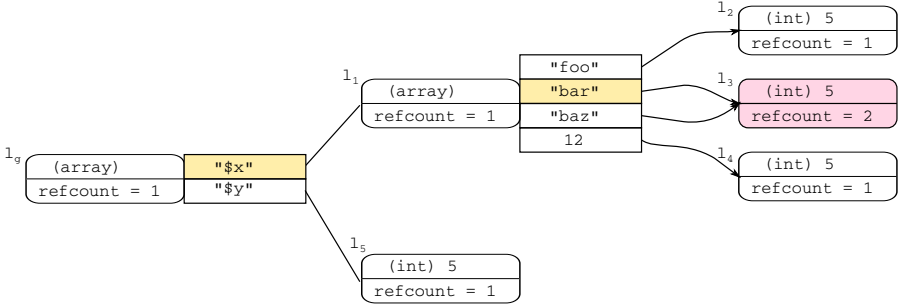 l2
(int) 5
refcount = 1
"foo"
l1
(array)
refcount = 1
"bar"
"baz"
12
l3
(int) 5
refcount = 2
l4
(int) 5
refcount = 1
lg
(array)
refcount = 1
"$x"
"$y"
l5
(int) 5
refcount = 1